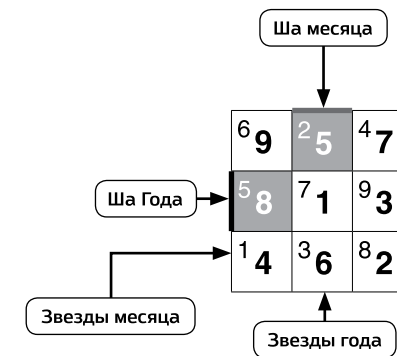 Ша месяца
6 9 2 5 4 7
Ша Года
5 8 7 1 9 3
1 4 3 6 8 2
Звезды месяца
Звезды года